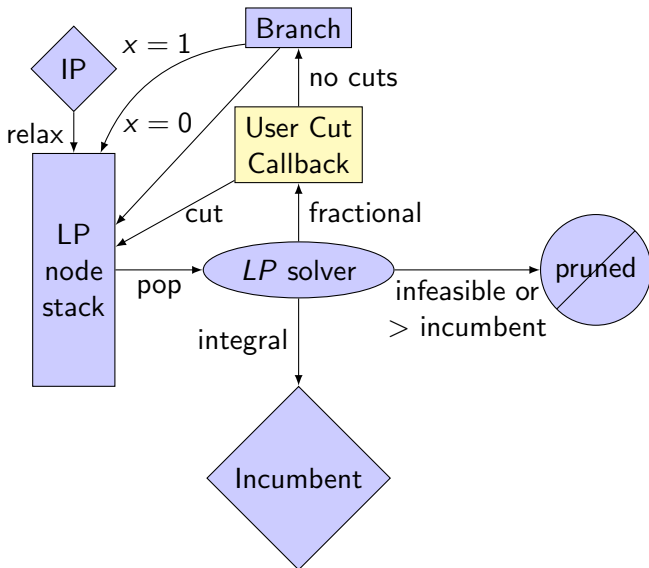 Branch
x = 1
IP
no cuts
x = 0
relax
User Cut
Callback
cut
fractional
LP
node
stack
pop
LP solver
infeasible or
> incumbent
pruned
integral
Incumbent